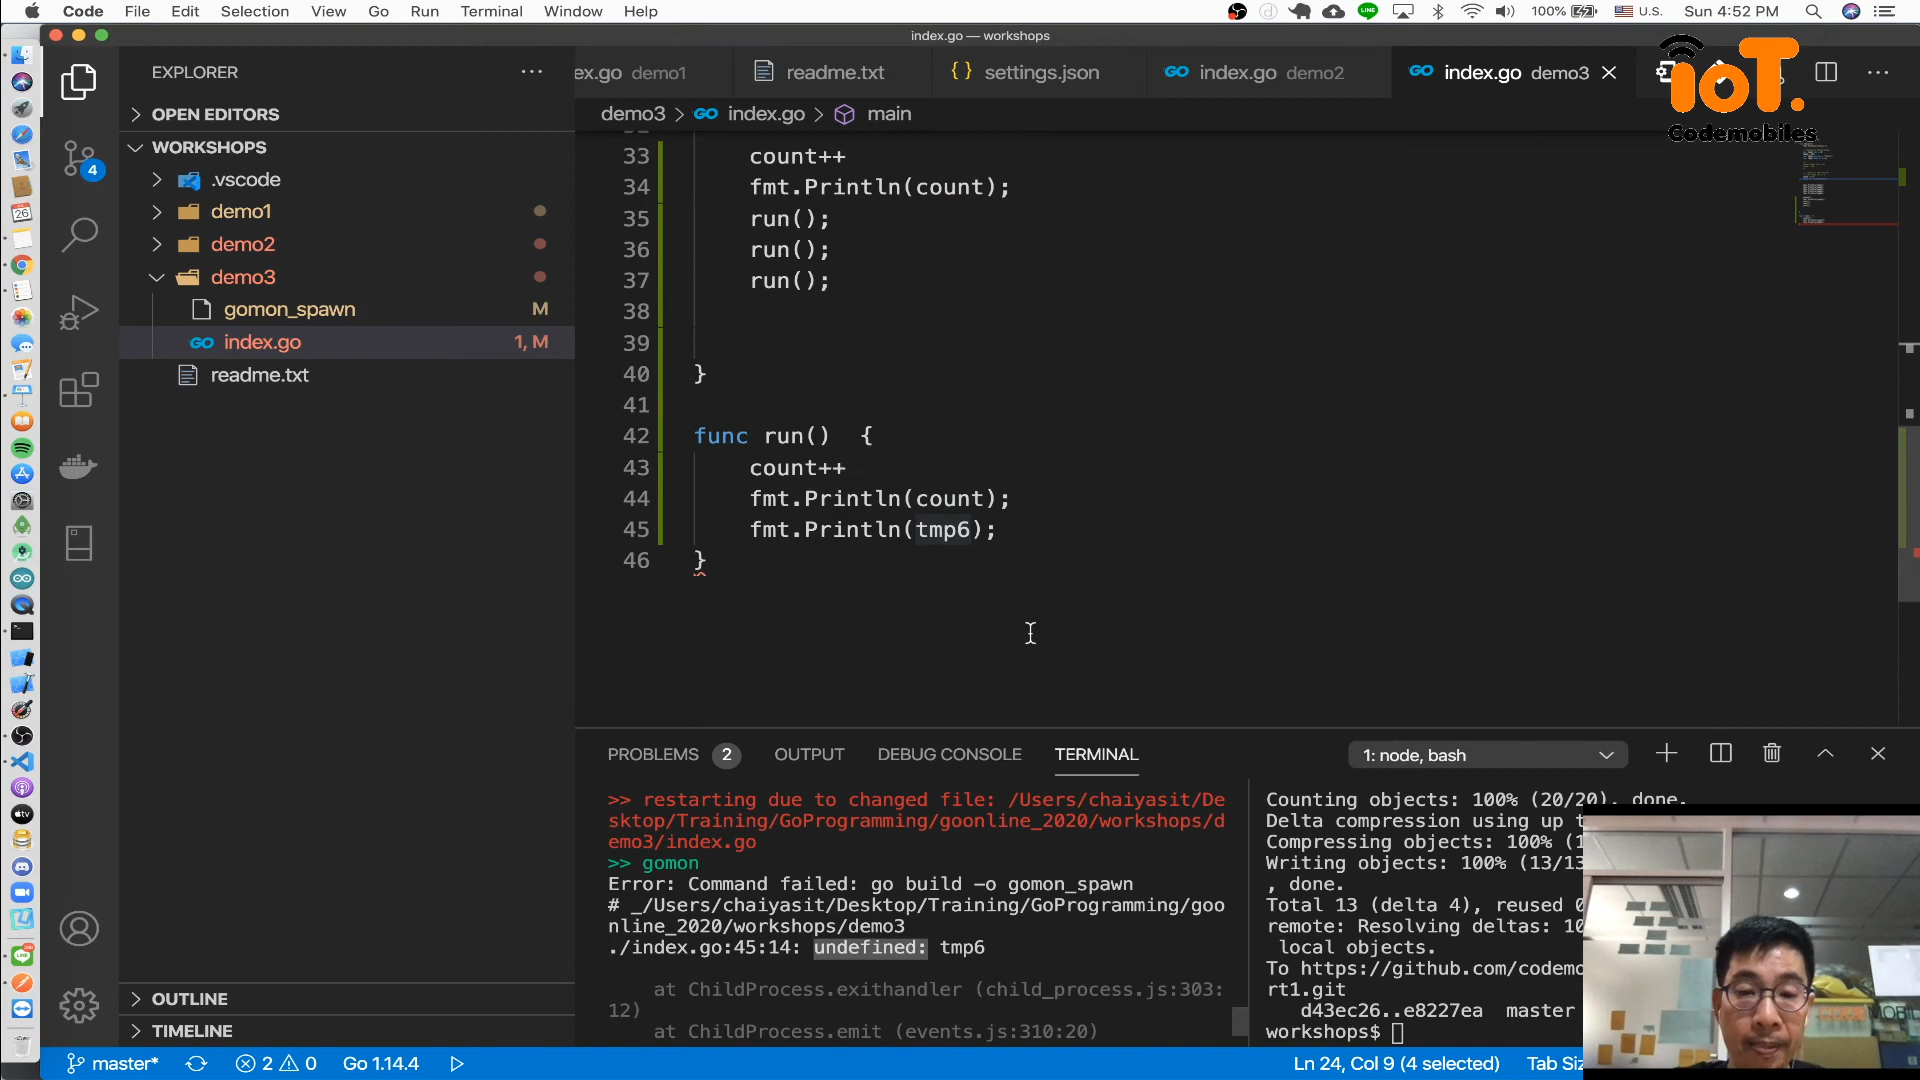 Code File Edit Selection View Go Run Terminal Window Help
100% U.S. Sun 4:52 PM
index.go — workshops
EXPLORER
OPEN EDITORS
WORKSHOPS
.vscode
demo1
demo2
demo3
gomon_spawn M
index.go 1, M
readme.txt
OUTLINE
TIMELINE
ex.go demo1
readme.txt
{} settings.json
GO index.go demo2
GO index.go demo3
IoT.
Codemobiles
demo3 > GO index.go > main
33 count++
34 fmt.Println(count);
35 run();
36 run();
37 run();
38
39
40 }
41
42 func run()  {
43 count++
44 fmt.Println(count);
45 fmt.Println(tmp6);
46 }
PROBLEMS 2 OUTPUT DEBUG CONSOLE TERMINAL
1: node, bash
>> restarting due to changed file: /Users/chaiyasit/De
sktop/Training/GoProgramming/goonline_2020/workshops/d
emo3/index.go
>> gomon
Error: Command failed: go build -o gomon_spawn
# _/Users/chaiyasit/Desktop/Training/GoProgramming/goo
nline_2020/workshops/demo3
./index.go:45:14: undefined: tmp6
at ChildProcess.exithandler (child_process.js:303:
12)
at ChildProcess.emit (events.js:310:20)
Counting objects: 100% (20/20), done.
Delta compression using up t
Compressing objects: 100% (1
Writing objects: 100% (13/13
, done.
Total 13 (delta 4), reused 0
remote: Resolving deltas: 10
local objects.
To https://github.com/codemo
rt1.git
d43ec26..e8227ea master
workshops$
master* 2 0 Go 1.14.4
Ln 24, Col 9 (4 selected) Tab Siz